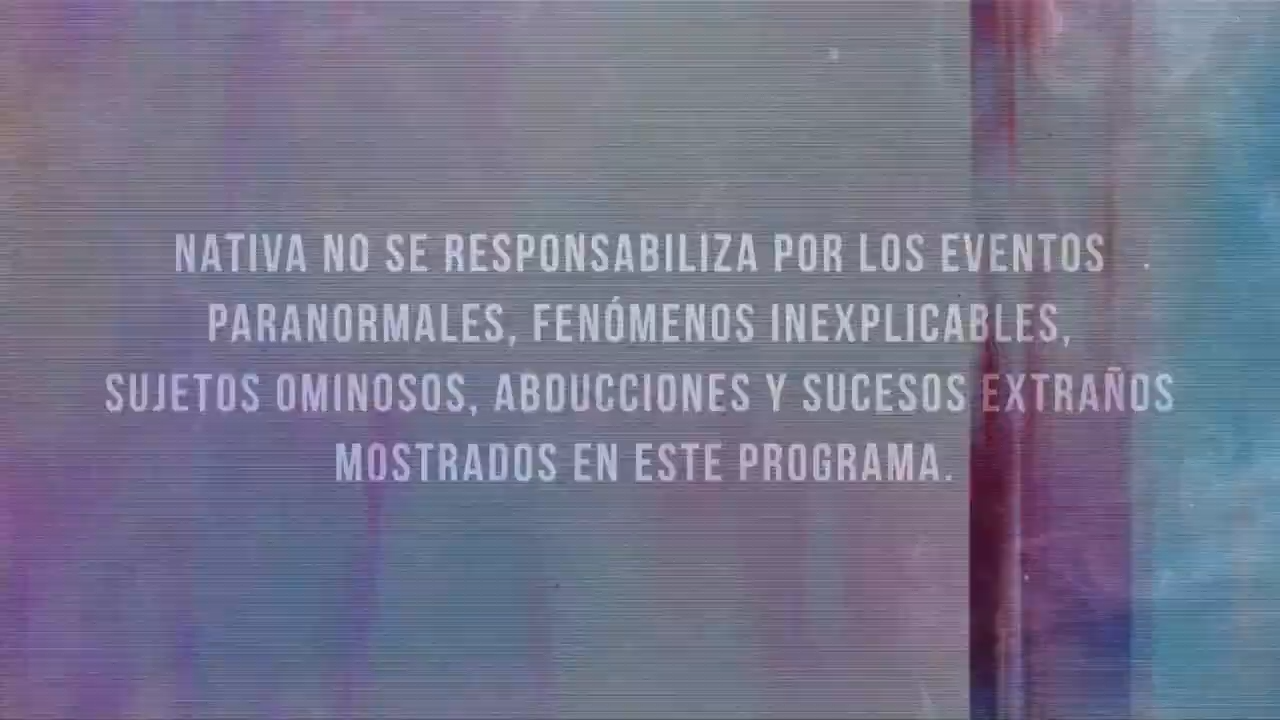 NATIVA NO SE RESPONSABILIZA POR LOS EVENTOS
PARANORMALES, FENÓMENOS INEXPLICABLES,
SUJETOS OMINOSOS, ABDUCCIONES Y SUCESOS EXTRAÑOS
MOSTRADOS EN ESTE PROGRAMA.